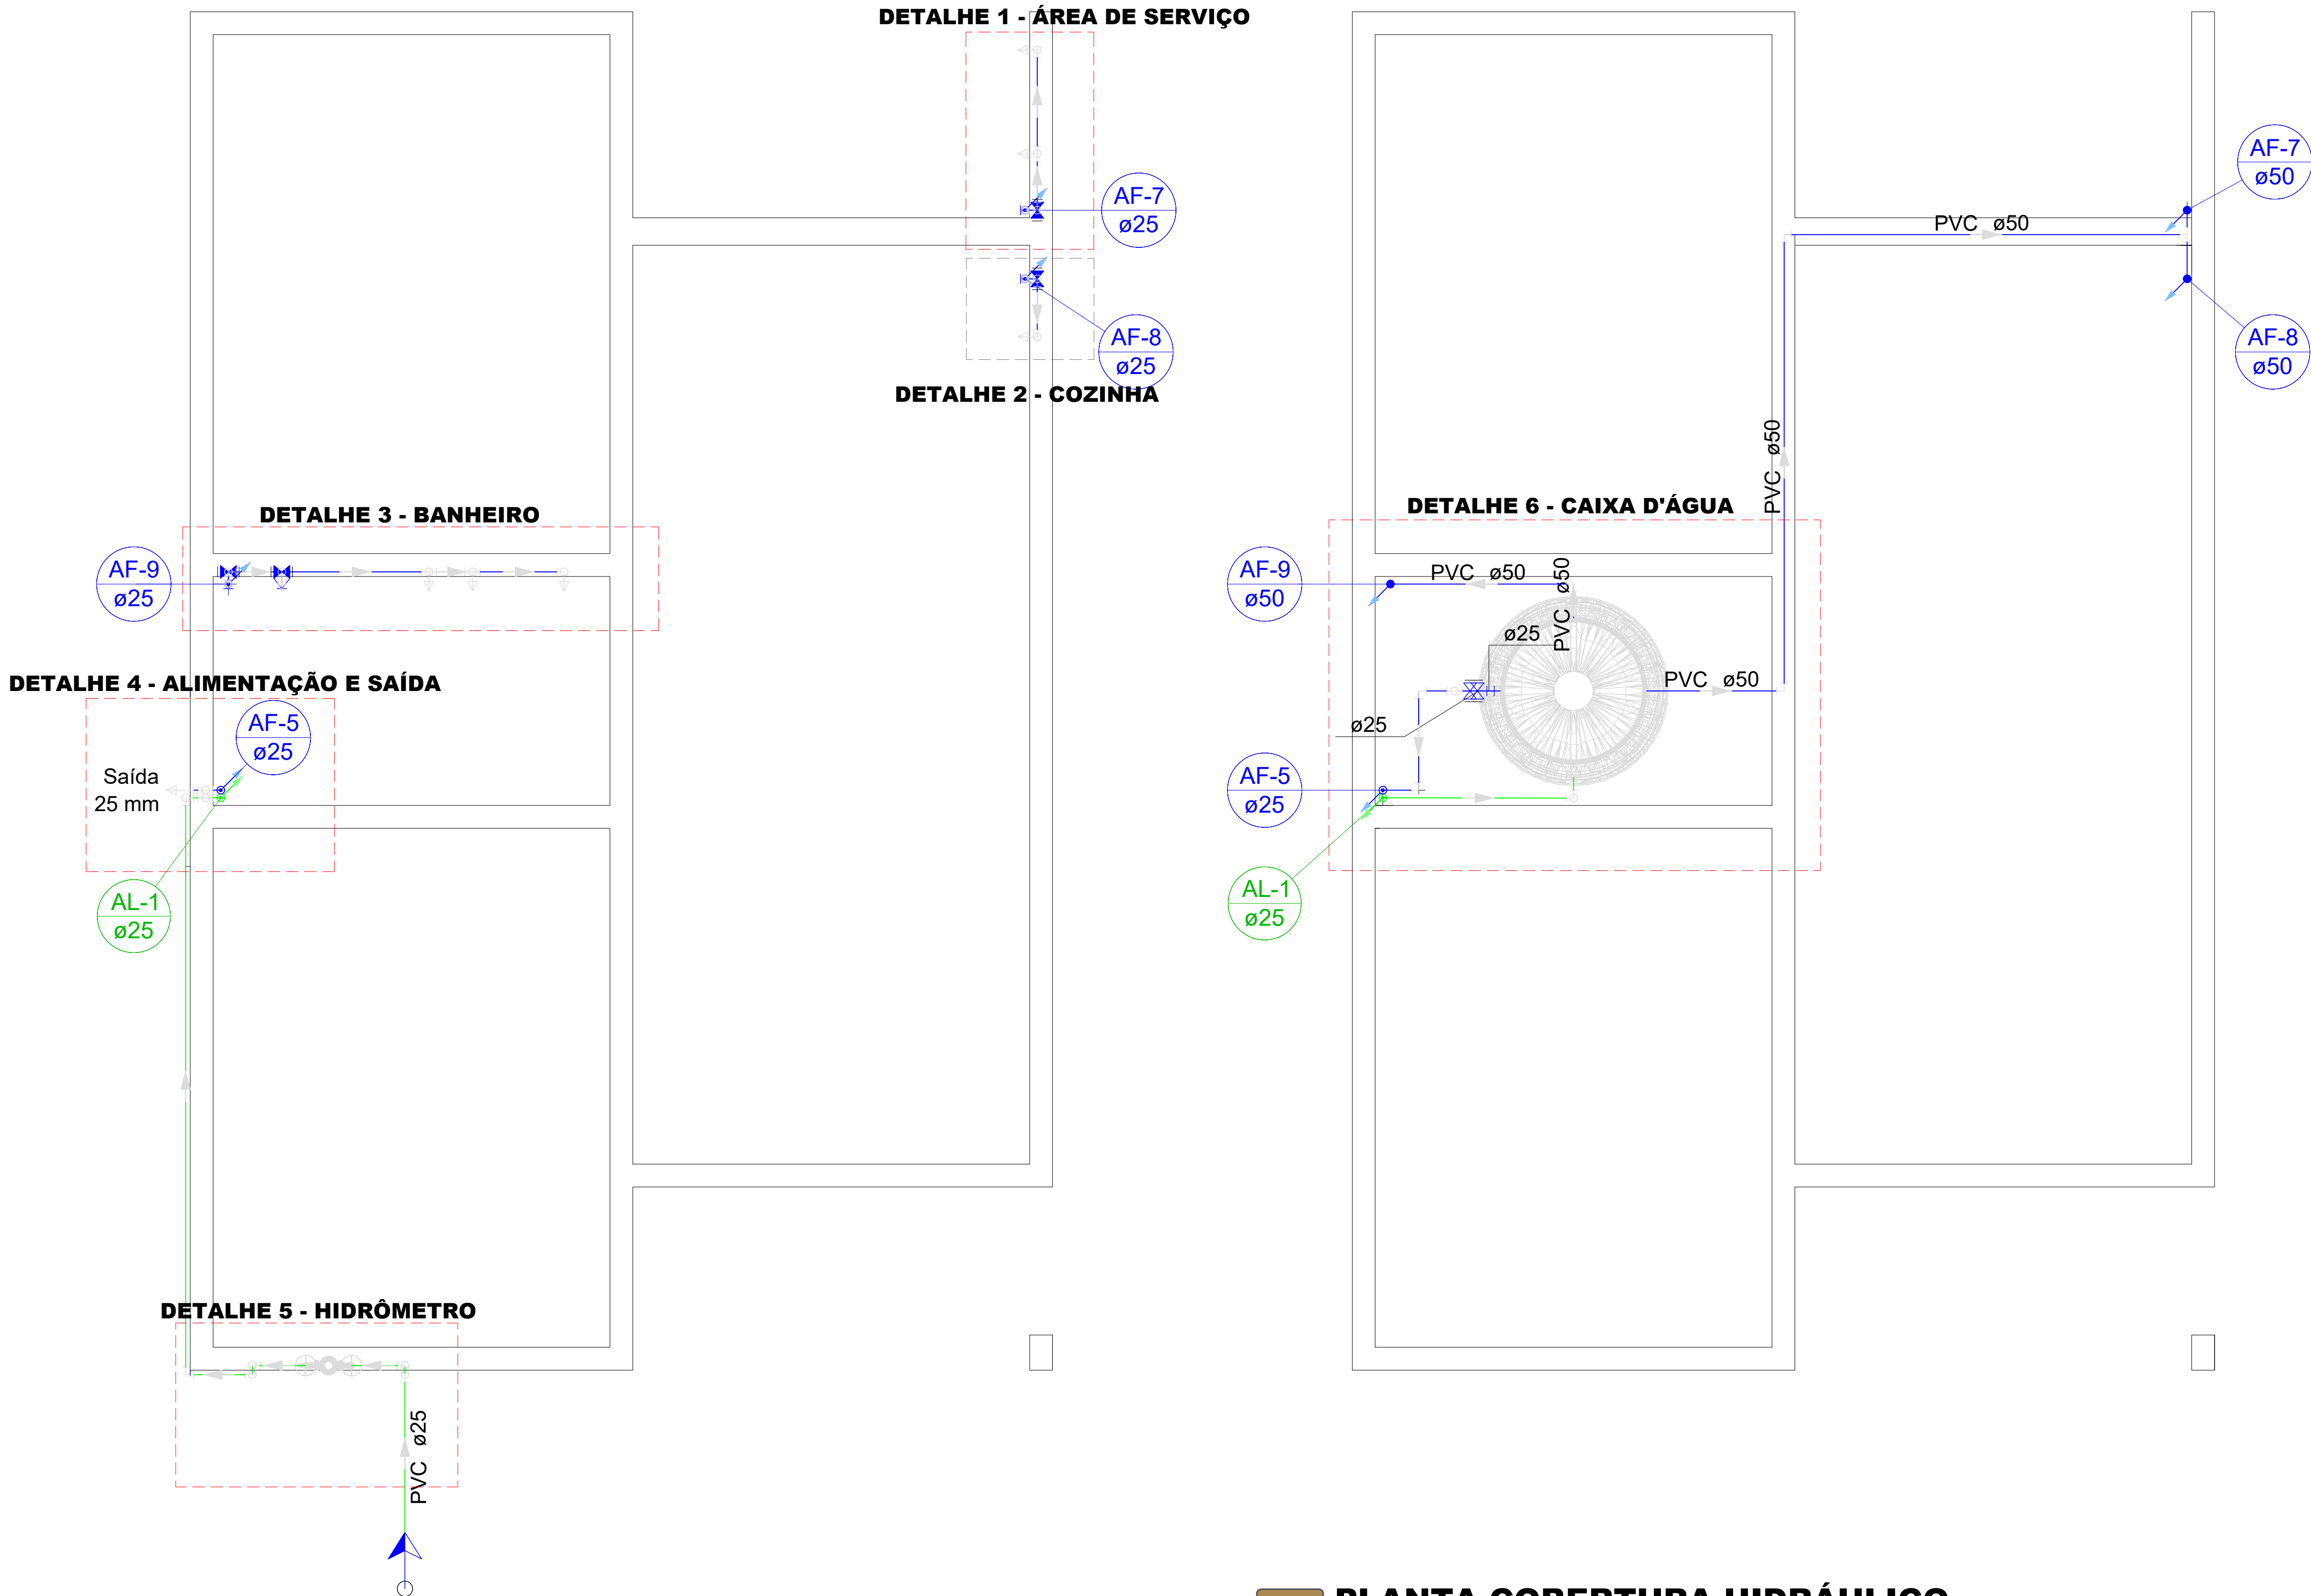 DETALHE 1 - ÁREA DE SERVIÇO
AF-7
ø25
AF-8
ø25
DETALHE 2 - COZINHA
DETALHE 3 - BANHEIRO
AF-9
ø25
DETALHE 4 - ALIMENTAÇÃO E SAÍDA
AF-5
ø25
Saída
25 mm
AL-1
ø25
DETALHE 5 - HIDRÔMETRO
PVC ø25
AF-7
ø50
PVC ø50
AF-8
ø50
PVC ø50
DETALHE 6 - CAIXA D'ÁGUA
AF-9
ø50
PVC ø50
PVC ø50
ø25
PVC ø50
ø25
AF-5
ø25
AL-1
ø25
PLANTA COBERTURA HIDRÁULICO